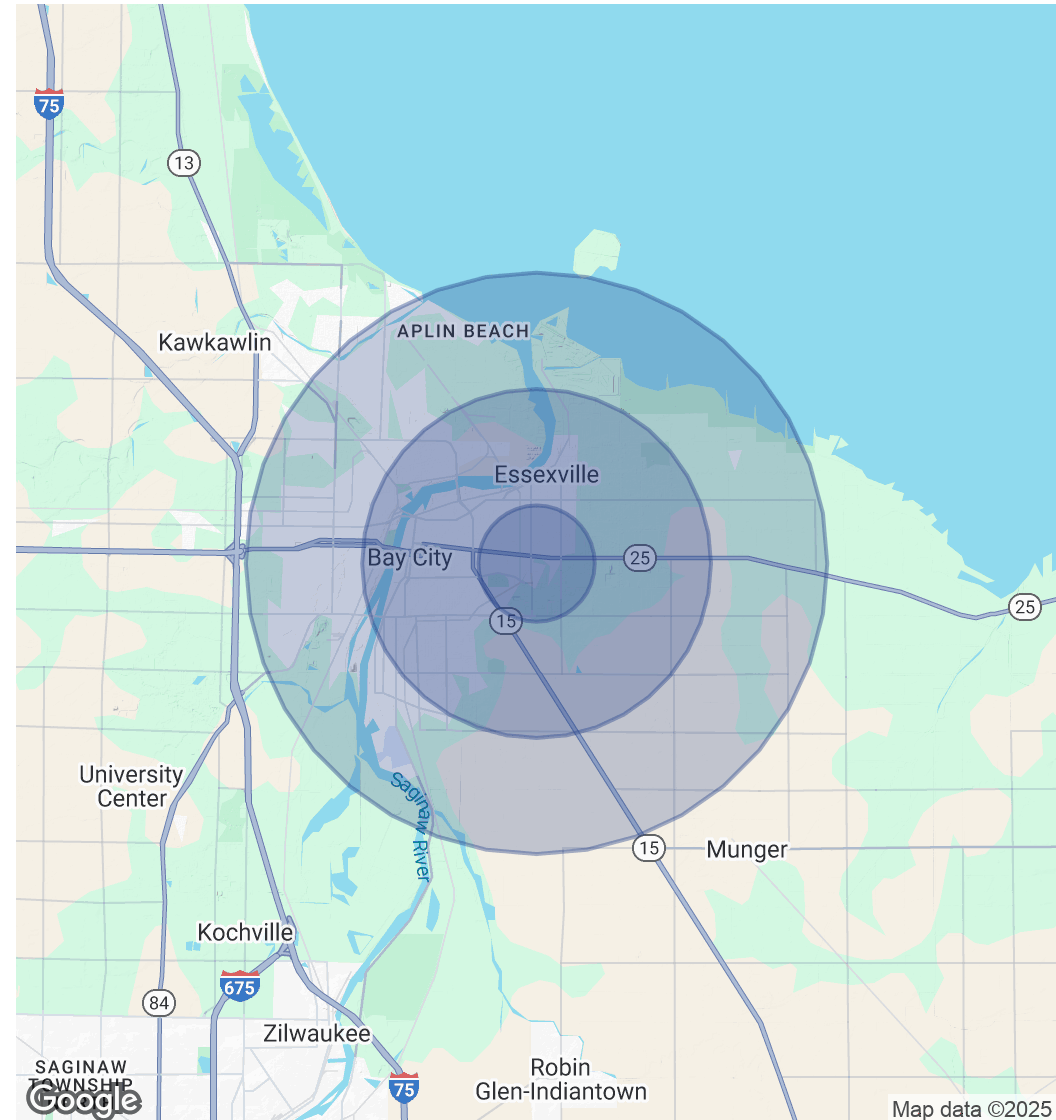 75
13
APLIN BEACH
Kawkawlin
Essexville
Bay City
25
25
15
University
Center
Saginaw River
15
Munger
Kochville
675
84
Zilwaukee
Robin
Glen-Indiantown
SAGINAW
TOWNSHIP
75
Google
Map data ©2025